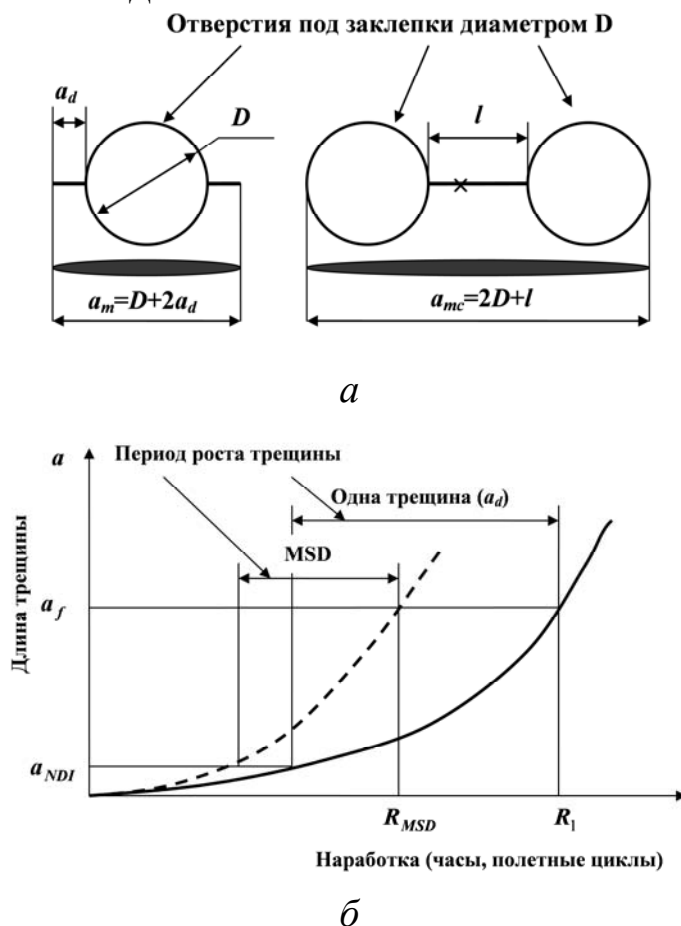 Отверстия под заклепки диаметром D
a_d
D
l
a_m=D+2a_d
a_mc=2D+l
а
a
Период роста трещины
Одна трещина (a_d)
MSD
Длина трещины
a_f
a_NDI
R_MSD
R_1
Наработка (часы, полетные циклы)
б